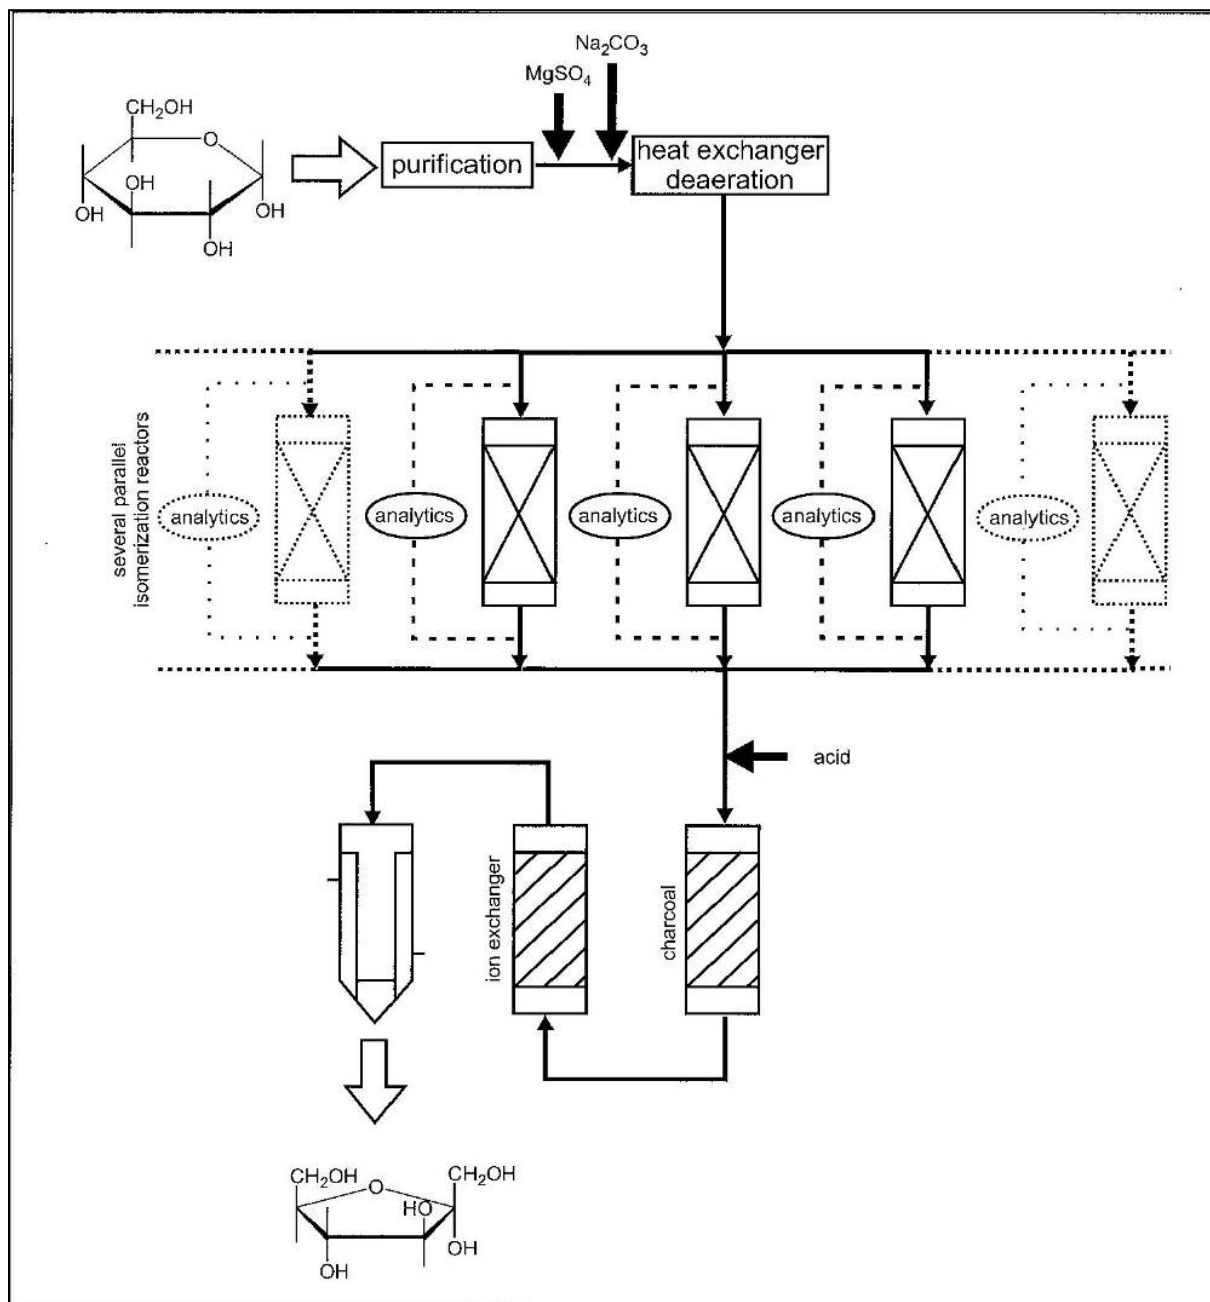 Na₂CO₃
MgSO₄
CH₂OH
O
OH
OH
OH
OH
purification
heat exchanger
deaeration
several parallel
isomerization reactors
analytics
analytics
analytics
analytics
analytics
acid
ion exchanger
charcoal
CH₂OH
O
CH₂OH
HO
OH
OH